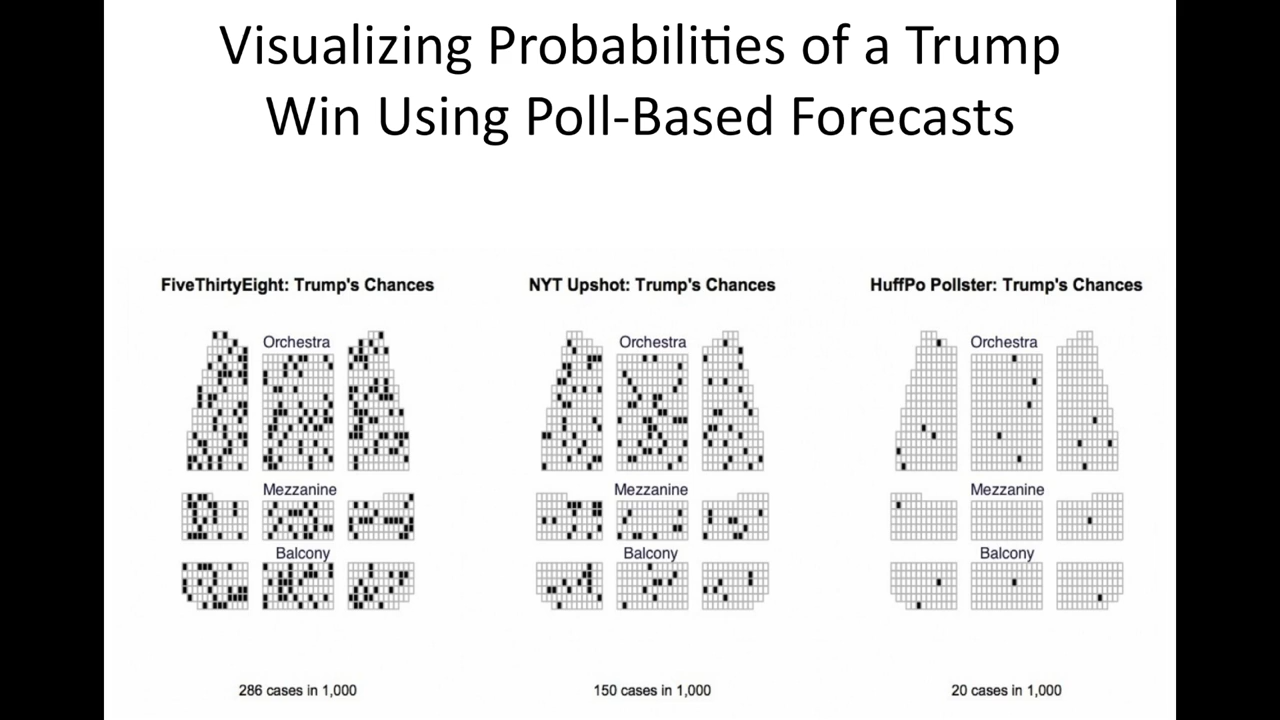 Visualizing Probabilities of a Trump
Win Using Poll-Based Forecasts
FiveThirtyEight: Trump's Chances
Orchestra
Mezzanine
Balcony
286 cases in 1,000
NYT Upshot: Trump's Chances
Orchestra
Mezzanine
Balcony
150 cases in 1,000
HuffPo Pollster: Trump's Chances
Orchestra
Mezzanine
Balcony
20 cases in 1,000